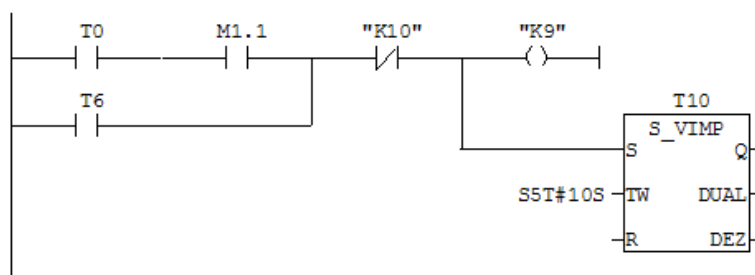 T0 M1.1 "K10" "K9"
T6 T10
S_VIMP
S Q
S5T#10S TW DUAL
R DEZ